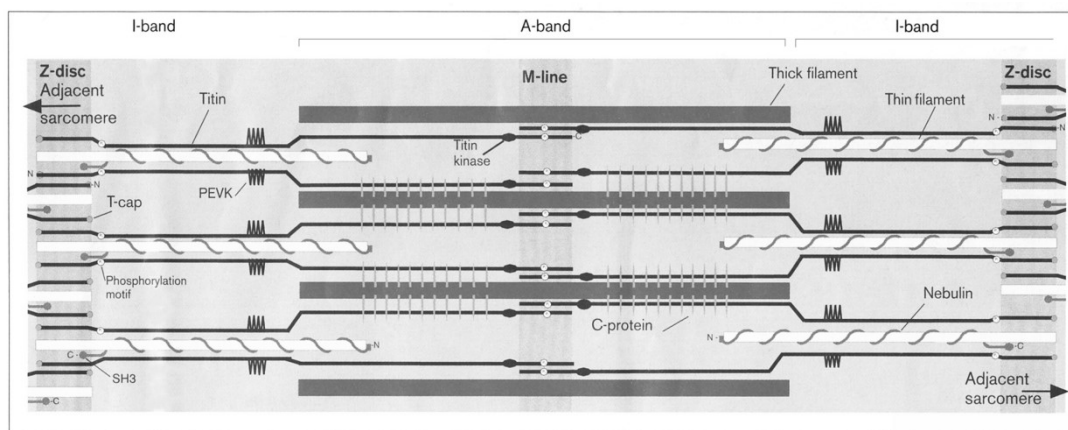 I-band
A-band
I-band
Z-disc
Adjacent
sarcomere
Titin
M-line
Thick filament
Thin filament
Z-disc
N
N
C
Titin
kinase
N
N
PEVK
T-cap
Phosphorylation
motif
C-protein
Nebulin
N
C
N
C
SH3
C
Adjacent
sarcomere